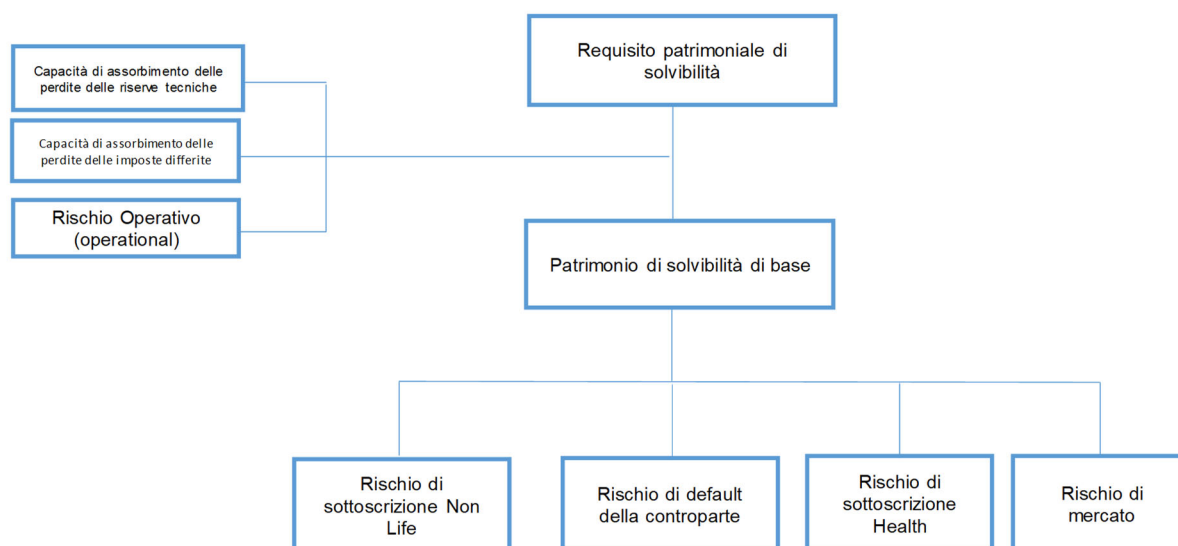 Requisito patrimoniale di
solvibilità
Capacità di assorbimento delle
perdite delle riserve tecniche
Capacità di assorbimento delle
perdite delle imposte differite
Rischio Operativo
(operational)
Patrimonio di solvibilità di base
Rischio di
sottoscrizione Non
Life
Rischio di default
della controparte
Rischio di
sottoscrizione
Health
Rischio di
mercato